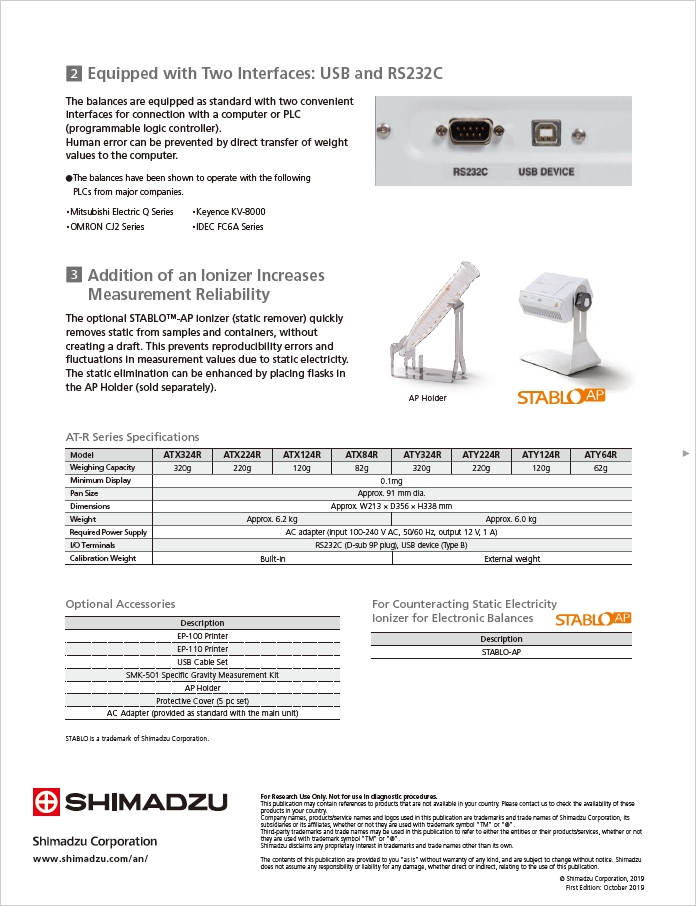 2 Equipped with Two Interfaces: USB and RS232C
The balances are equipped as standard with two convenient
interfaces for connection with a computer or PLC
(programmable logic controller).
Human error can be prevented by direct transfer of weight
values to the computer.
●The balances have been shown to operate with the following
PLCs from major companies.
・Mitsubishi Electric Q Series ・Keyence KV-8000
・OMRON CJ2 Series ・IDEC FC6A Series
RS232C USB DEVICE
3 Addition of an Ionizer Increases
Measurement Reliability
The optional STABLO™-AP ionizer (static remover) quickly
removes static from samples and containers, without
creating a draft. This prevents reproducibility errors and
fluctuations in measurement values due to static electricity.
The static elimination can be enhanced by placing flasks in
the AP Holder (sold separately).
AP Holder
STABLO AP
AT-R Series Specifications
Model ATX324R ATX224R ATX124R ATX84R ATY324R ATY224R ATY124R ATY64R
Weighing Capacity 320g 220g 120g 82g 320g 220g 120g 62g
Minimum Display 0.1mg
Pan Size Approx. 91 mm dia.
Dimensions Approx. W213 × D356 × H338 mm
Weight Approx. 6.2 kg Approx. 6.0 kg
Required Power Supply AC adapter (input 100-240 V AC, 50/60 Hz, output 12 V, 1 A)
I/O Terminals RS232C (D-sub 9P plug), USB device (Type B)
Calibration Weight Built-in External weight
Optional Accessories
Description
EP-100 Printer
EP-110 Printer
USB Cable Set
SMK-501 Specific Gravity Measurement Kit
AP Holder
Protective Cover (5 pc set)
AC Adapter (provided as standard with the main unit)
For Counteracting Static Electricity
Ionizer for Electronic Balances
STABLO AP
Description
STABLO-AP
STABLO is a trademark of Shimadzu Corporation.
SHIMADZU
Shimadzu Corporation
www.shimadzu.com/an/
For Research Use Only. Not for use in diagnostic procedures.
This publication may contain references to products that are not available in your country. Please contact us to check the availability of these
products in your country.
Company names, products/service names and logos used in this publication are trademarks and trade names of Shimadzu Corporation, its
subsidiaries or its affiliates, whether or not they are used with trademark symbol "TM" or "®".
Third-party trademarks and trade names may be used in this publication to refer to either the entities or their products/services, whether or not
they are used with trademark symbol "TM" or "®".
Shimadzu disclaims any proprietary interest in trademarks and trade names other than its own.
The contents of this publication are provided to you "as is" without warranty of any kind, and are subject to change without notice. Shimadzu
does not assume any responsibility or liability for any damage, whether direct or indirect, relating to the use of this publication.
© Shimadzu Corporation, 2019
First Edition: October 2019